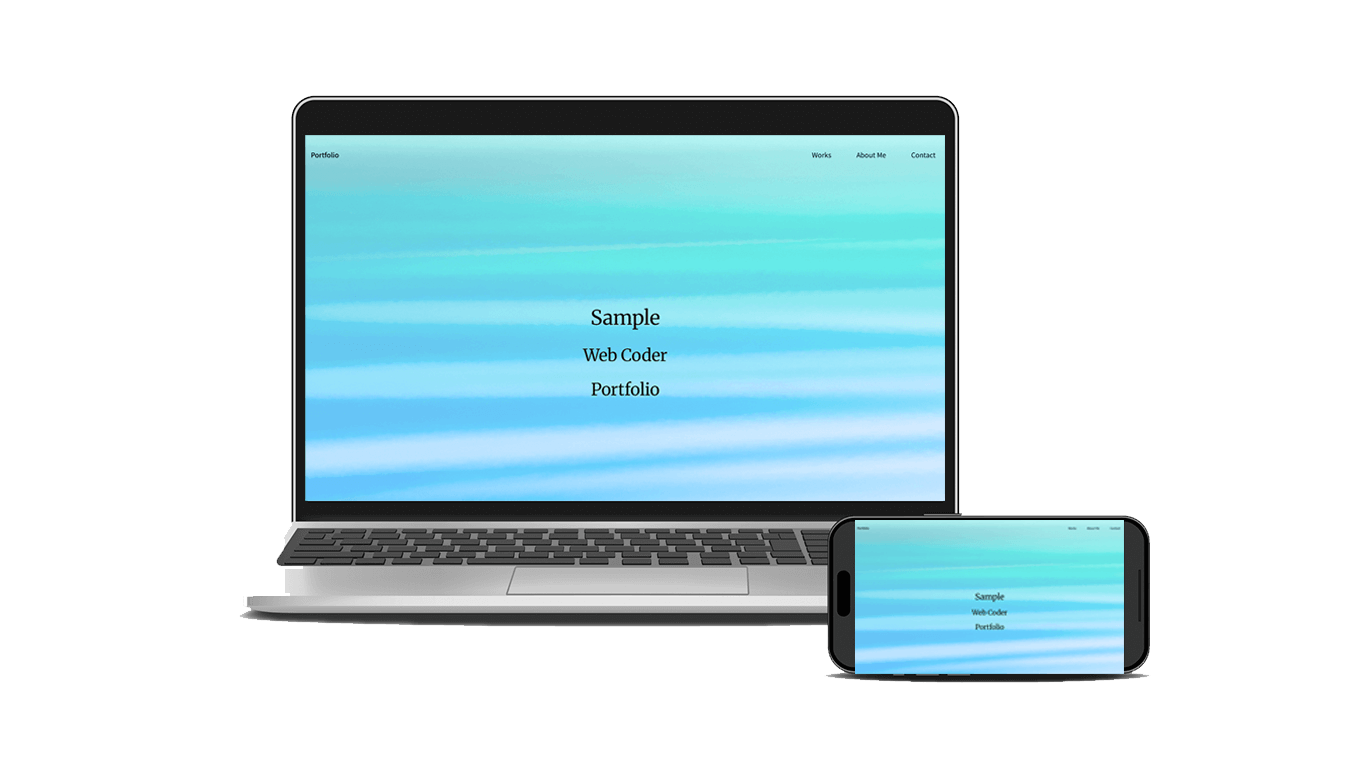 Portfolio
Works
About Me
Contact
Sample
Web Coder
Portfolio
Portfolio
Works
About Me
Contact
Sample
Web Coder
Portfolio